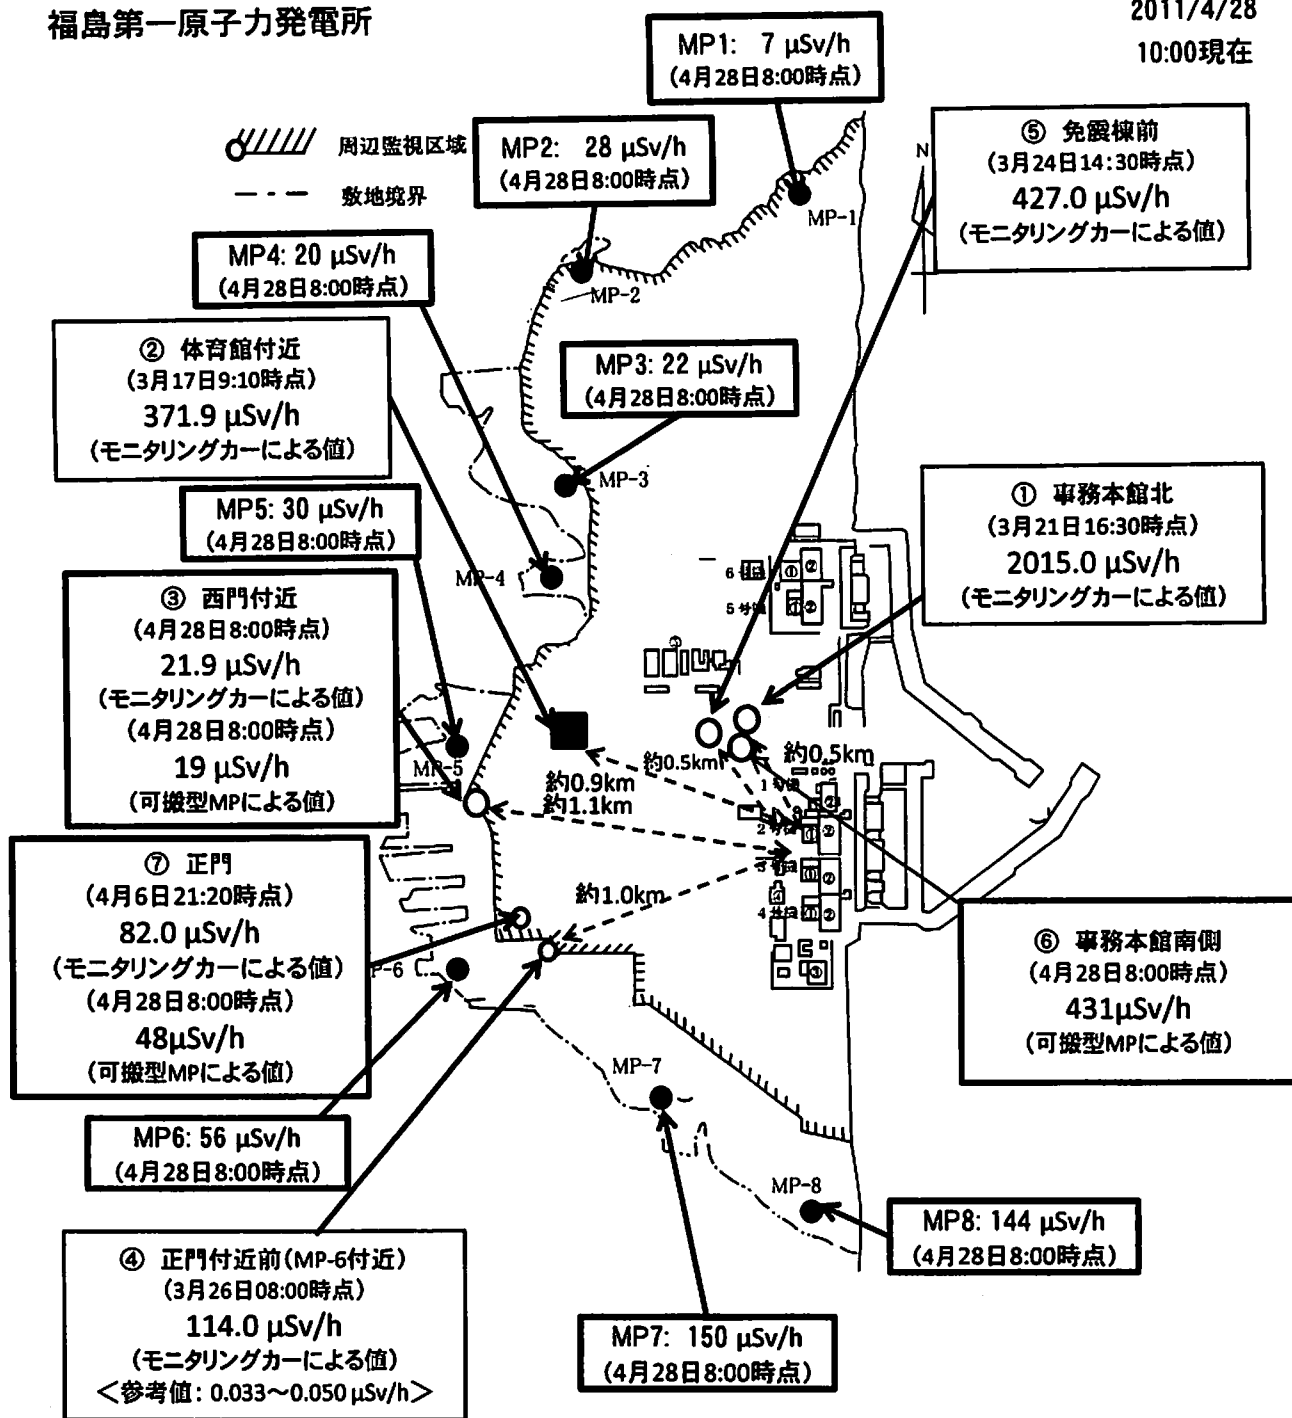 福島第一原子力発電所
2011/4/28
10:00現在
周辺監視区域
敷地境界
MP1: 7 μSv/h
(4月28日8:00時点)
MP2: 28 μSv/h
(4月28日8:00時点)
⑤ 免震棟前
(3月24日14:30時点)
427.0 μSv/h
(モニタリングカーによる値)
N
MP-1
MP4: 20 μSv/h
(4月28日8:00時点)
MP-2
② 体育館付近
(3月17日9:10時点)
371.9 μSv/h
(モニタリングカーによる値)
MP3: 22 μSv/h
(4月28日8:00時点)
MP-3
MP5: 30 μSv/h
(4月28日8:00時点)
① 事務本館北
(3月21日16:30時点)
2015.0 μSv/h
(モニタリングカーによる値)
MP-4
③ 西門付近
(4月28日8:00時点)
21.9 μSv/h
(モニタリングカーによる値)
(4月28日8:00時点)
19 μSv/h
(可搬型MPによる値)
MP-5
約0.5km
約0.5km
約0.9km
約1.1km
約1.0km
⑦ 正門
(4月6日21:20時点)
82.0 μSv/h
(モニタリングカーによる値)
(4月28日8:00時点)
48μSv/h
(可搬型MPによる値)
P-6
⑥ 事務本館南側
(4月28日8:00時点)
431μSv/h
(可搬型MPによる値)
MP-7
MP6: 56 μSv/h
(4月28日8:00時点)
MP-8
MP8: 144 μSv/h
(4月28日8:00時点)
④ 正門付近前(MP-6付近)
(3月26日08:00時点)
114.0 μSv/h
(モニタリングカーによる値)
<参考値: 0.033～0.050 μSv/h>
MP7: 150 μSv/h
(4月28日8:00時点)